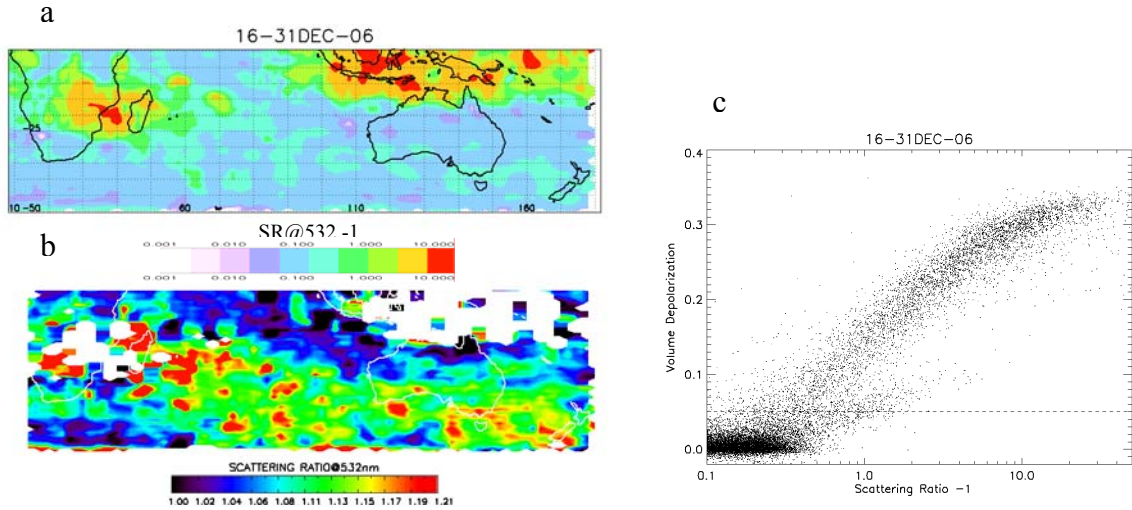 a
16-31DEC-06
-25
10 -50
60
110
160
SR@532 -1
0.001 0.010 0.100 1.000 10.000
0.001 0.010 0.100 1.000 10.000
b
SCATTERING RATIO@532nm
1.00 1.02 1.04 1.06 1.08 1.11 1.13 1.15 1.17 1.19 1.21
c
16-31DEC-06
Volume Depolarization
0.4
0.3
0.2
0.1
0.0
0.1 1.0 10.0
Scattering Ratio -1